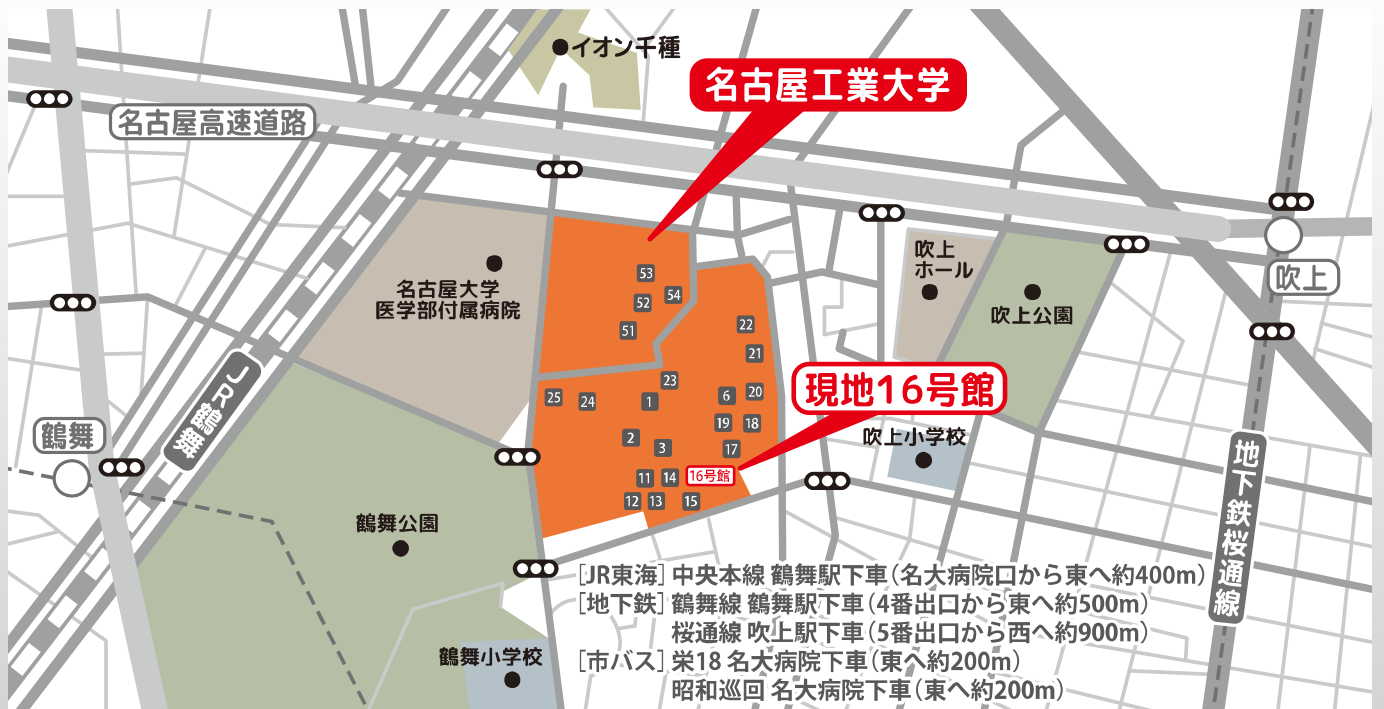 イオン千種
名古屋工業大学
名古屋高速道路
吹上
ホール
名古屋大学
医学部付属病院
53
54
52
51
吹上
吹上公園
22
21
23
25
24
1
6
20
現地16号館
JR鶴舞
鶴舞
2
3
19
18
17
吹上小学校
地下鉄桜通線
11
14
16号館
12
13
15
鶴舞公園
[JR東海] 中央本線 鶴舞駅下車(名大病院口から東へ約400m)
[地下鉄] 鶴舞線 鶴舞駅下車(4番出口から東へ約500m)
桜通線 吹上駅下車(5番出口から西へ約900m)
[市バス] 栄18 名大病院下車(東へ約200m)
昭和巡回 名大病院下車(東へ約200m)
鶴舞小学校